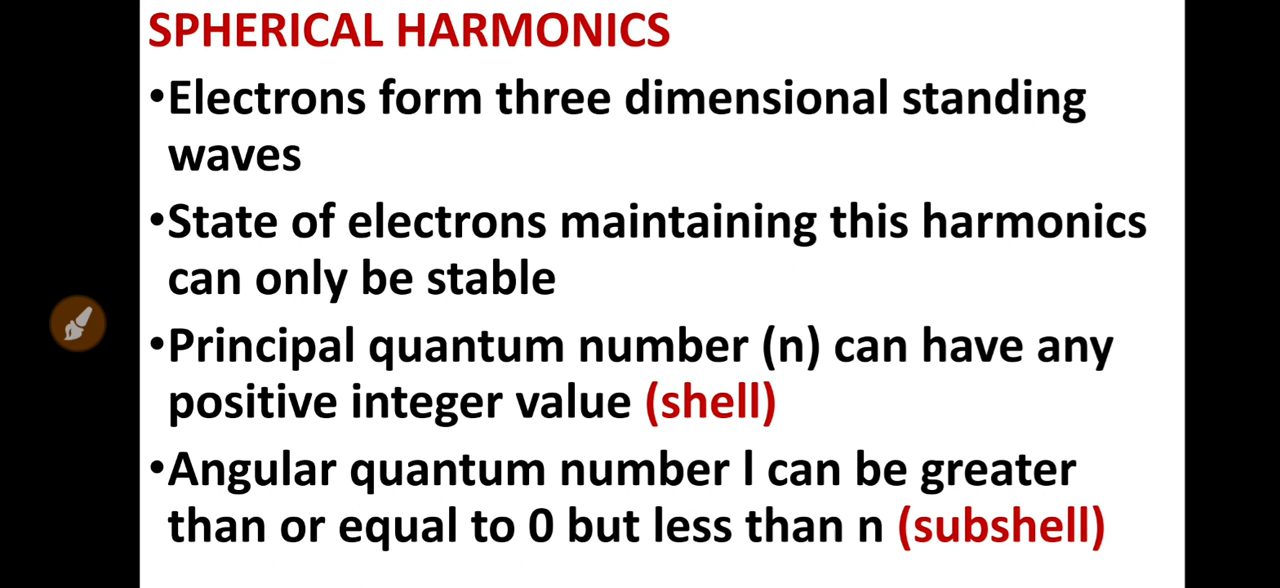 SPHERICAL HARMONICS
•Electrons form three dimensional standing
waves
•State of electrons maintaining this harmonics
can only be stable
•Principal quantum number (n) can have any
positive integer value (shell)
•Angular quantum number l can be greater
than or equal to 0 but less than n (subshell)